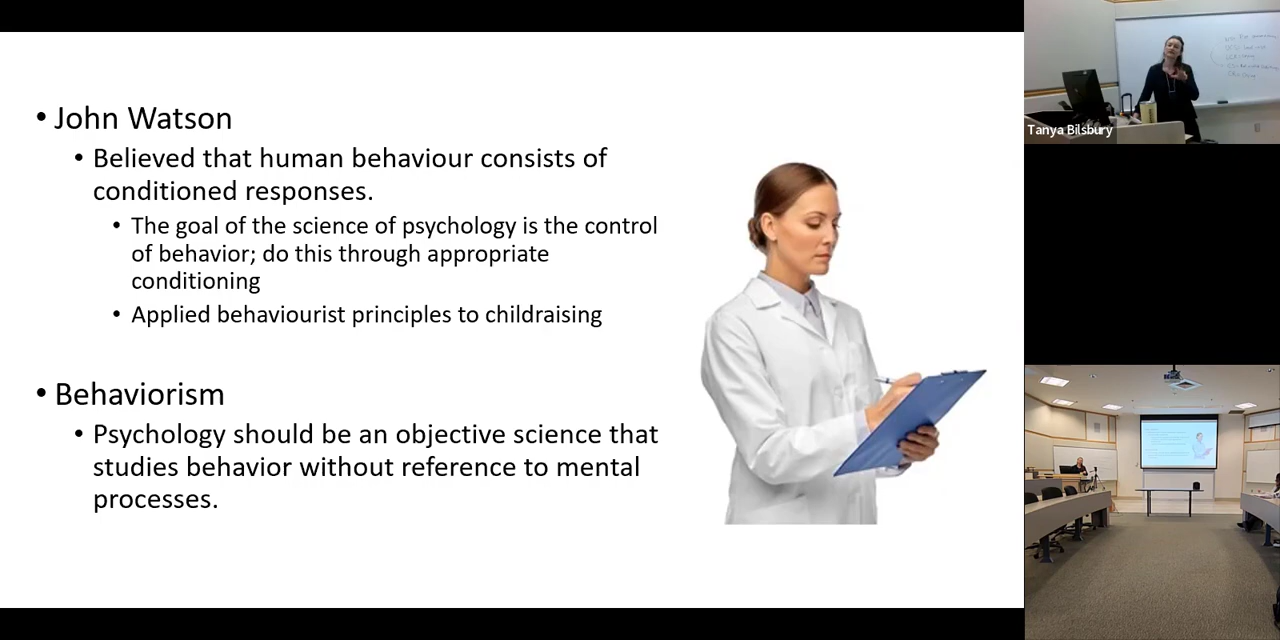 • John Watson
• Believed that human behaviour consists of
conditioned responses.
• The goal of the science of psychology is the control
of behavior; do this through appropriate
conditioning
• Applied behaviourist principles to childraising
• Behaviorism
• Psychology should be an objective science that
studies behavior without reference to mental
processes.
Tanya Bilsbury